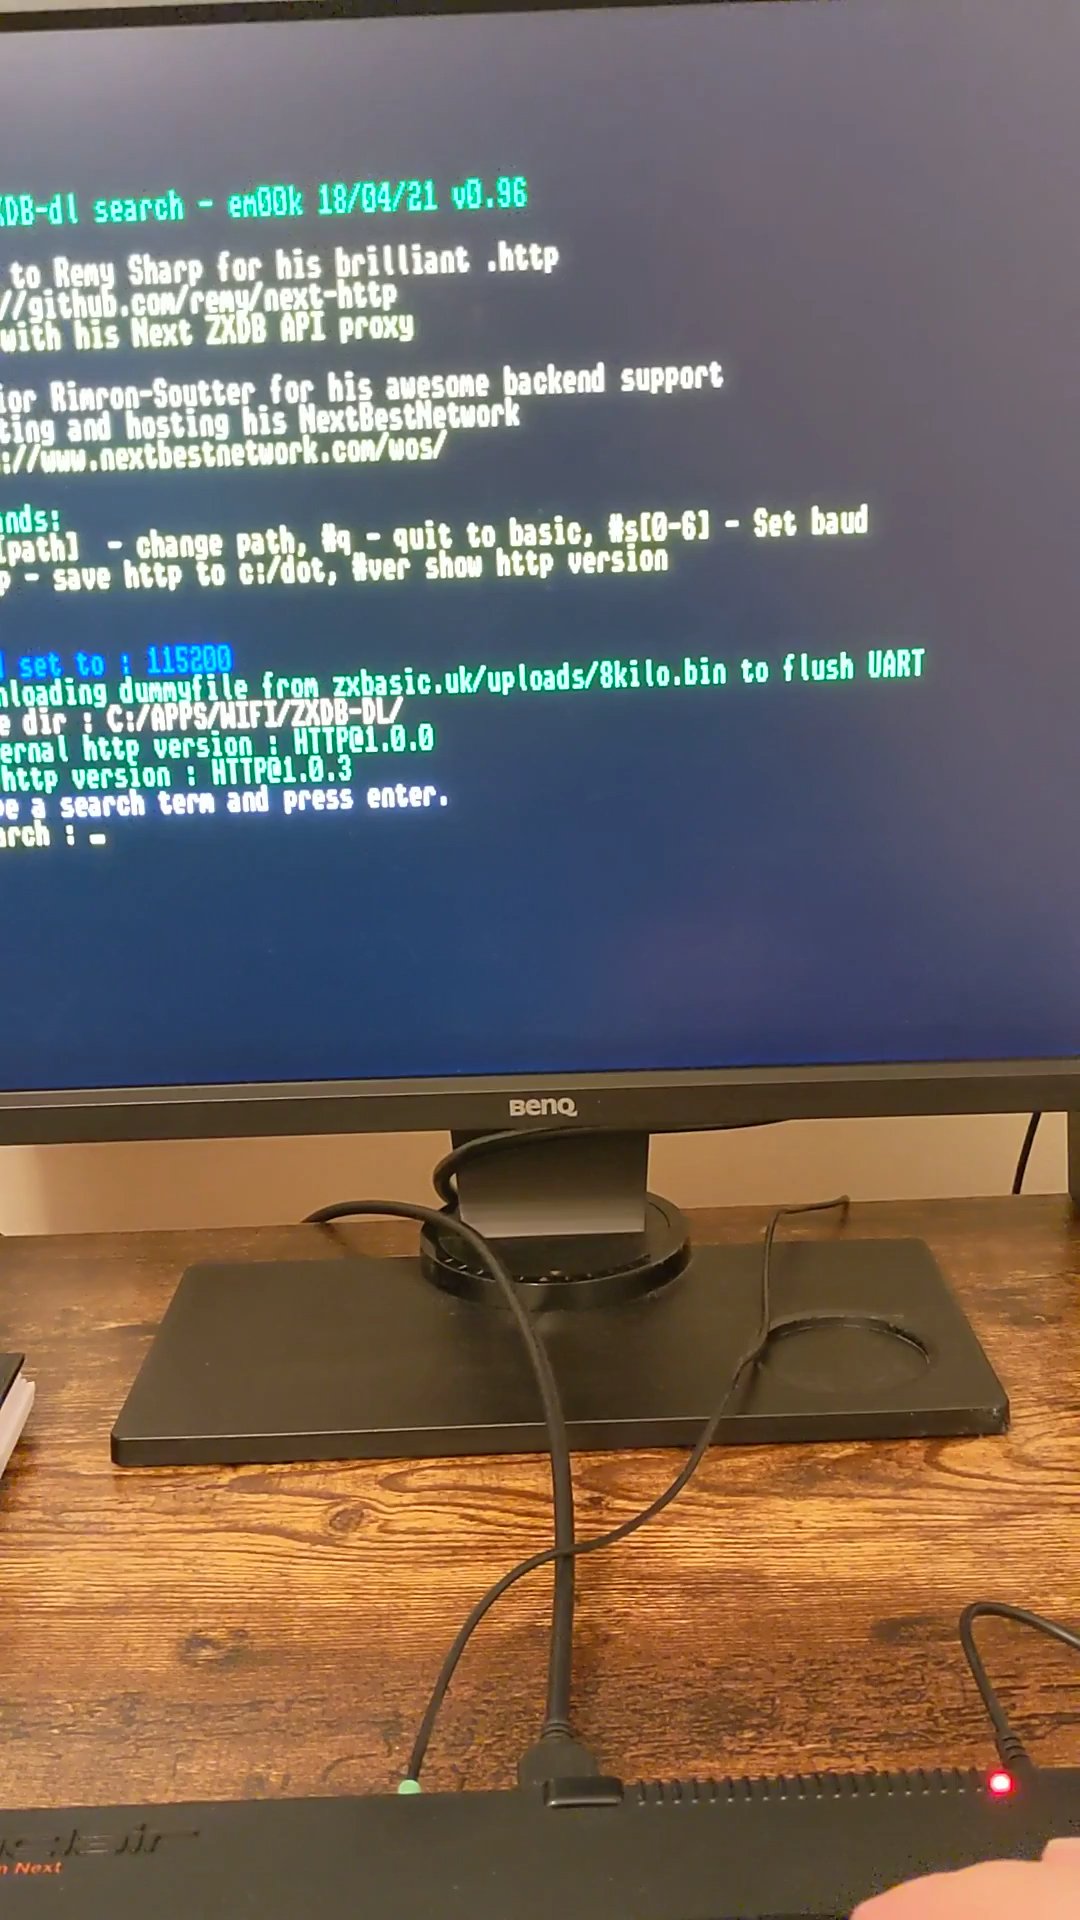 XDB-dl search - em00k 18/04/21 v0.96
to Remy Sharp for his brilliant .http
//github.com/remy/next-http
with his Next ZXDB API proxy
ior Rimron-Soutter for his awesome backend support
ting and hosting his NextBestNetwork
://www.nextbestnetwork.com/wos/
ands:
[path] - change path, #q - quit to basic, #s[0-6] - Set baud
p - save http to c:/dot, #ver show http version
d set to : 115200
nloading dummyfile from zxbasic.uk/uploads/8kilo.bin to flush UART
e dir : C:/APPS/WIFI/ZXDB-DL/
ernal http version : HTTP@1.0.0
http version : HTTP@1.0.3
pe a search term and press enter.
arch : _
BenQ
n Next